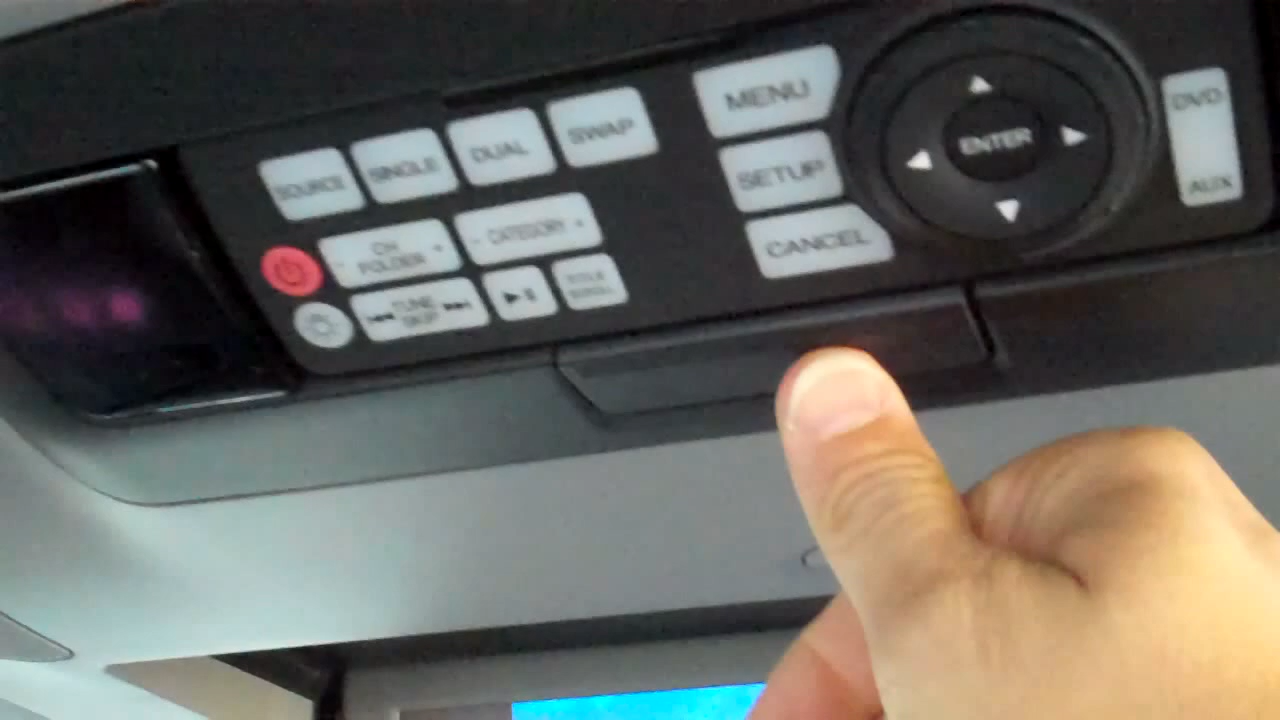 SOURCE SINGLE DUAL SWAP
- CH FOLDER +
- CATEGORY +
TUNE SKIP
TITLE SCROLL
MENU
SETUP
CANCEL
ENTER
DVD
AUX